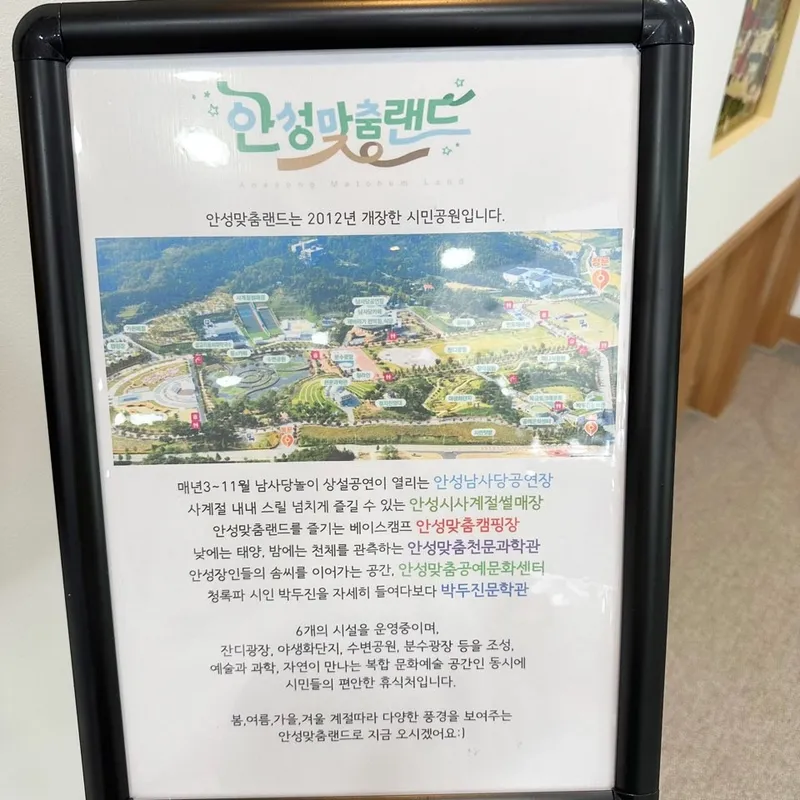 안성맞춤랜드
Anseong Matchum Land
안성맞춤랜드는 2012년 개장한 시민공원입니다.
매년3~11월 남사당놀이 상설공연이 열리는 안성남사당공연장
사계절 내내 스릴 넘치게 즐길 수 있는 안성시사계절썰매장
안성맞춤랜드를 즐기는 베이스캠프 안성맞춤캠핑장
낮에는 태양, 밤에는 천체를 관측하는 안성맞춤천문과학관
안성장인들의 솜씨를 이어가는 공간, 안성맞춤공예문화센터
청록파 시인 박두진을 자세히 들여다보다 박두진문학관
6개의 시설을 운영중이며,
잔디광장, 야생화단지, 수변공원, 분수광장 등을 조성,
예술과 과학, 자연이 만나는 복합 문화예술 공간인 동시에
시민들의 편안한 휴식처입니다.
봄,여름,가을,겨울 계절따라 다양한 풍경을 보여주는
안성맞춤랜드로 지금 오시겠어요:)